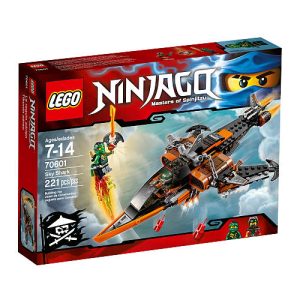 LEGO
NINJAGO
Masters of Spinjitzu
Ages/edades
7-14
70601
Sky Shark
221 pcs/pzs